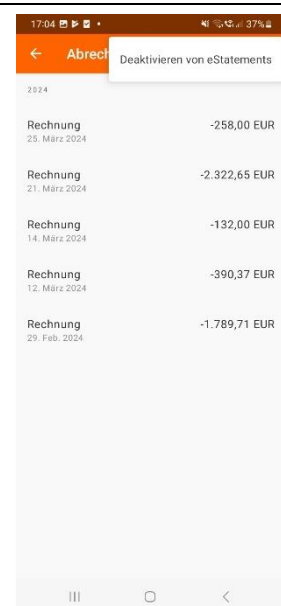 17:04
37%
Abrech
Deaktivieren von eStatements
2024
Rechnung -258,00 EUR
25. März 2024
Rechnung -2.322,65 EUR
21. März 2024
Rechnung -132,00 EUR
14. März 2024
Rechnung -390,37 EUR
12. März 2024
Rechnung -1.789,71 EUR
29. Feb. 2024